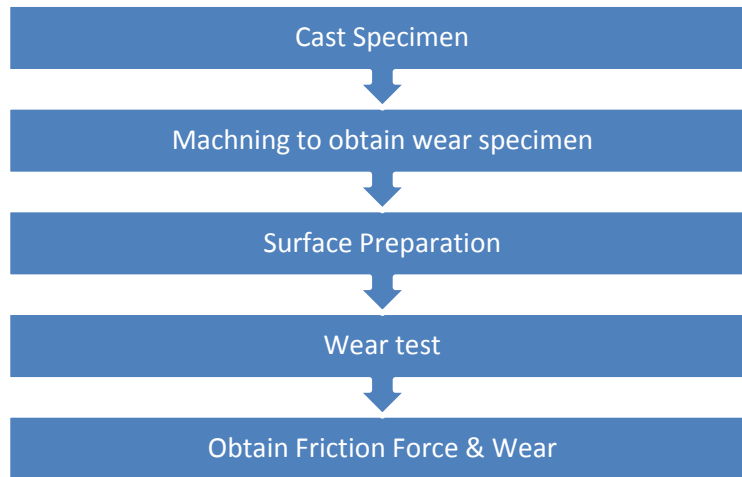 Cast Specimen
Machning to obtain wear specimen
Surface Preparation
Wear test
Obtain Friction Force & Wear